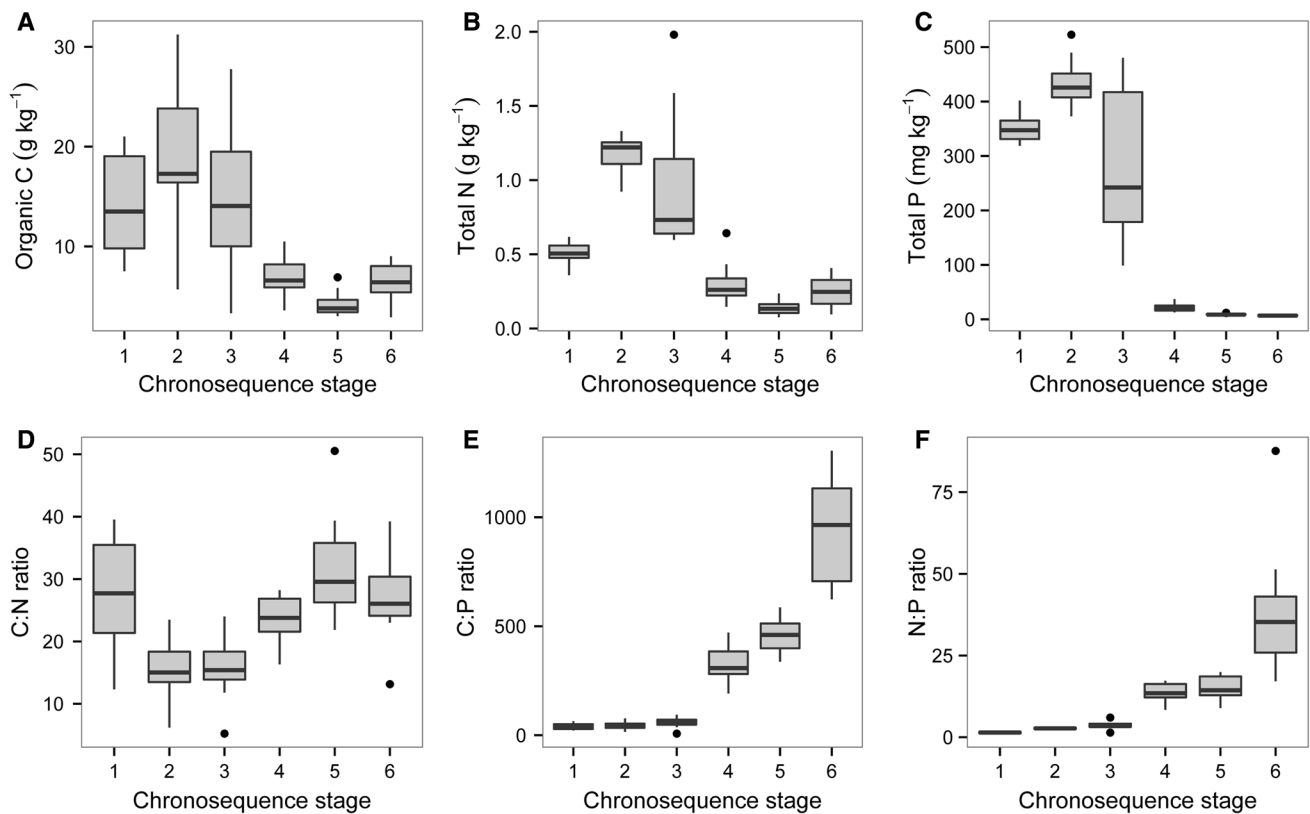 A
Organic C (g kg⁻¹)
30
20
10
1 2 3 4 5 6
Chronosequence stage
B
Total N (g kg⁻¹)
2.0
1.5
1.0
0.5
0.0
1 2 3 4 5 6
Chronosequence stage
C
Total P (mg kg⁻¹)
500
400
300
200
100
0
1 2 3 4 5 6
Chronosequence stage
D
C:N ratio
50
40
30
20
10
1 2 3 4 5 6
Chronosequence stage
E
C:P ratio
1000
500
0
1 2 3 4 5 6
Chronosequence stage
F
N:P ratio
75
50
25
0
1 2 3 4 5 6
Chronosequence stage